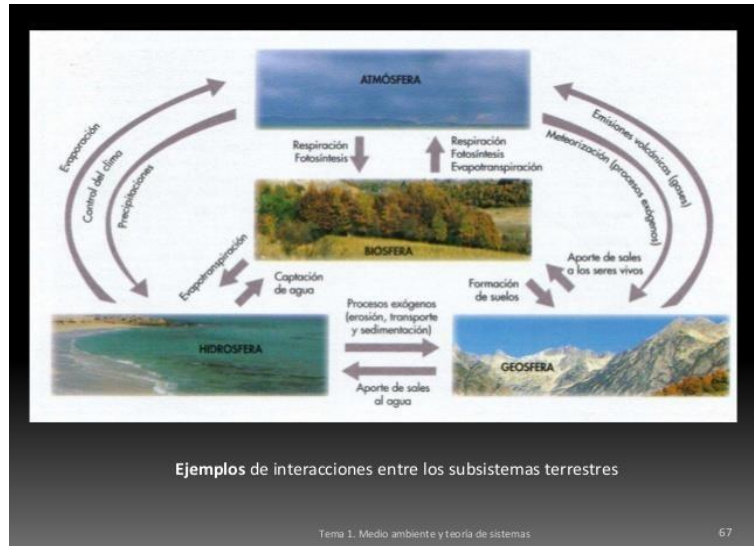 ATMÓSFERA
Evaporación
Control del clima
Precipitaciones
Respiración
Fotosíntesis
Respiración
Fotosíntesis
Evapotranspiración
Emisiones volcánicas (gases)
Meteorización (procesos
exógenos)
BIOSFERA
Evapotranspiración
Captación
de agua
Procesos exógenos
(erosión, transporte
y sedimentación)
Formación
de suelos
Aporte de sales
a los seres vivos
HIDROSFERA
GEOSFERA
Aporte de sales
al agua
Ejemplos de interacciones entre los subsistemas terrestres
Tema 1. Medio ambiente y teoría de sistemas
67